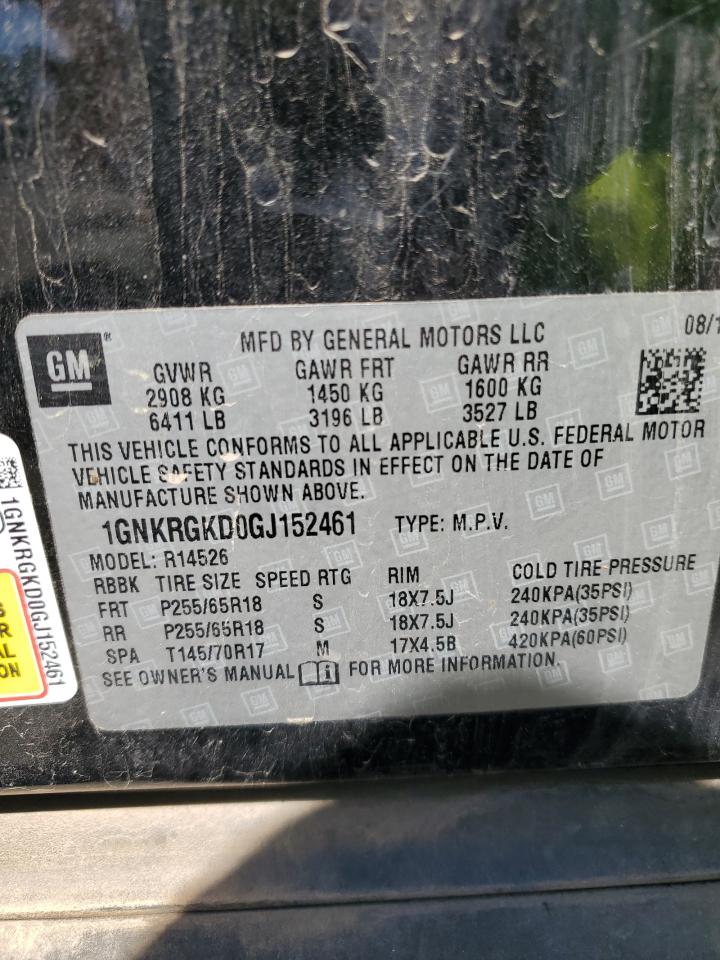 GM
MFD BY GENERAL MOTORS LLC 08/1
GVWR GAWR FRT GAWR RR
2908 KG 1450 KG 1600 KG
6411 LB 3196 LB 3527 LB
THIS VEHICLE CONFORMS TO ALL APPLICABLE U.S. FEDERAL MOTOR
VEHICLE SAFETY STANDARDS IN EFFECT ON THE DATE OF
MANUFACTURE SHOWN ABOVE.
1GNKRGKD0GJ152461 TYPE: M.P.V.
MODEL: R14526
RBBK TIRE SIZE SPEED RTG RIM COLD TIRE PRESSURE
FRT P255/65R18 S 18X7.5J 240KPA(35PSI)
RR P255/65R18 S 18X7.5J 240KPA(35PSI)
SPA T145/70R17 M 17X4.5B 420KPA(60PSI)
SEE OWNER'S MANUAL FOR MORE INFORMATION.
1GNKRGKD0GJ152461
S
R
AL
ON